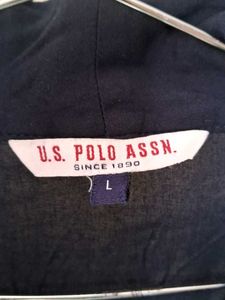 U.S. POLO ASSN.
SINCE 1890
L